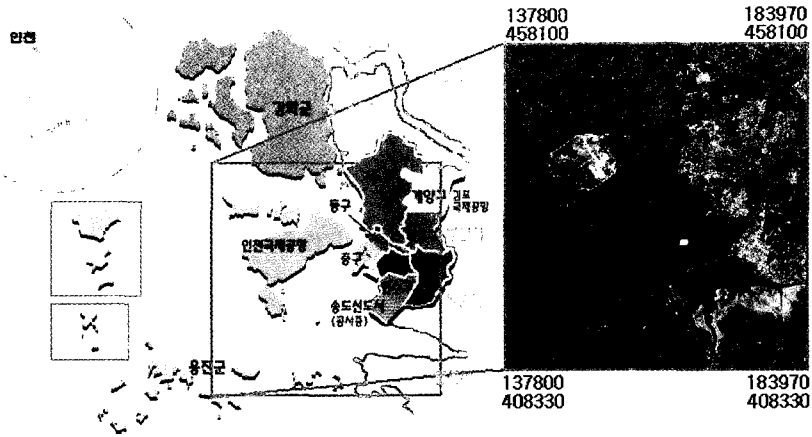 인천
강화군
계양구
김포
국제공항
동구
인천국제공항
중구
송도신도시
(공사중)
옹진군
137800
458100
183970
458100
137800
408330
183970
408330